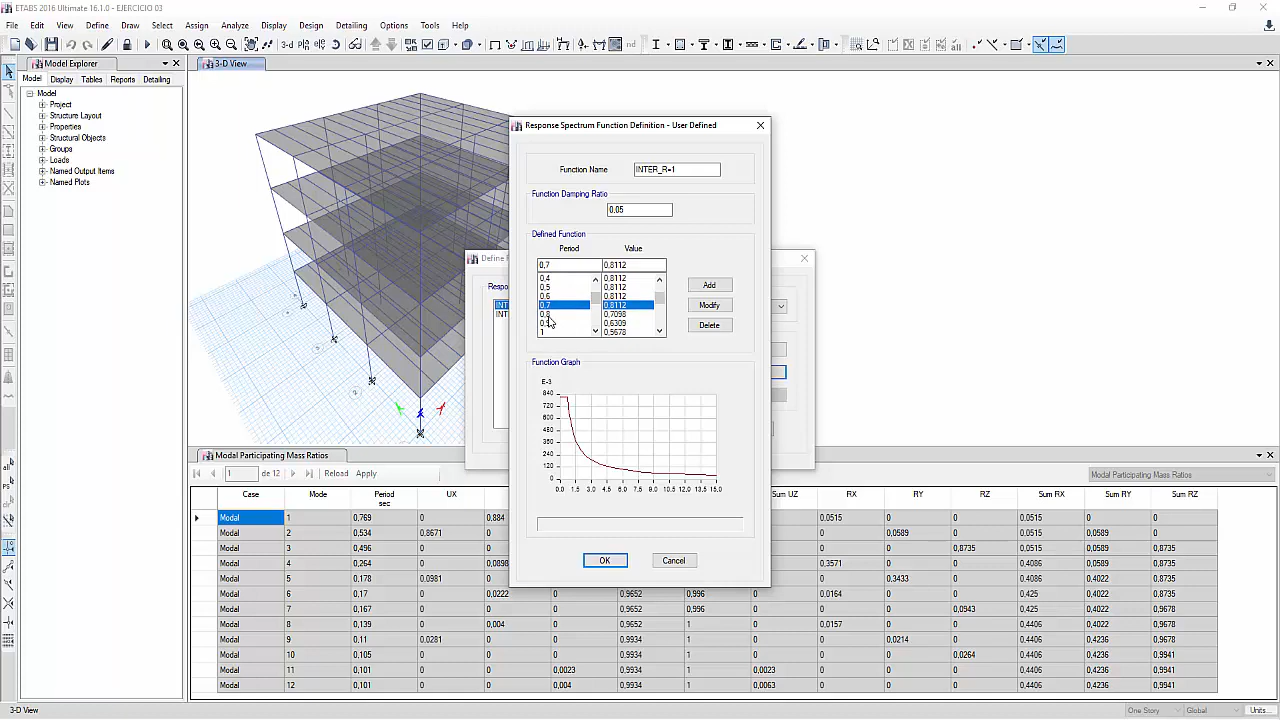 ETABS 2016 Ultimate 16.1.0 - EJERCICIO 03
File Edit View Define Draw Select Assign Analyze Display Design Detailing Options Tools Help
Model Explorer
Model Display Tables Reports Detailing
Model
Project
Structure Layout
Properties
Structural Objects
Groups
Loads
Named Output Items
Named Plots
3-D View
Response Spectrum Function Definition - User Defined
Function Name INTER_R=1
Function Damping Ratio
0.05
Defined Function
Period Value
0,7 0,8112
0,4 0,8112
0,5 0,8112
0,6 0,8112
0,7 0,8112
0,8 0,7098
0,6309
1 0,5678
Add
Modify
Delete
Function Graph
E-3
840
720
600
480
360
240
120
0
0.0 1.5 3.0 4.5 6.0 7.5 9.0 10.5 12.0 13.5 15.0
OK Cancel
Modal Participating Mass Ratios
1 de 12 Reload Apply Modal Participating Mass Ratios
Case Mode Period sec UX Sum UZ RX RY RZ Sum RX Sum RY Sum RZ
Modal 1 0,769 0 0.884 0.0515 0 0 0.0515 0 0
Modal 2 0,534 0,8671 0 0 0,0589 0 0,0515 0,0589 0
Modal 3 0,496 0 0 0 0 0,8735 0,0515 0,0589 0,8735
Modal 4 0,264 0 0,0898 0,3571 0 0 0,4086 0,0589 0,8735
Modal 5 0,178 0,0981 0 0 0,3433 0 0,4086 0,4022 0,8735
Modal 6 0,17 0 0,0222 0,9652 0,996 0 0,0164 0 0 0,425 0,4022 0,8735
Modal 7 0,167 0 0 0 0,9652 0,996 0 0 0 0,0943 0,425 0,4022 0,9678
Modal 8 0,139 0 0,004 0 0,9652 1 0 0,0157 0 0 0,4406 0,4022 0,9678
Modal 9 0,11 0,0281 0 0 0,9934 1 0 0 0,0214 0 0,4406 0,4236 0,9678
Modal 10 0,105 0 0 0 0,9934 1 0 0 0 0,0264 0,4406 0,4236 0,9941
Modal 11 0,101 0 0 0,0023 0,9934 1 0,0023 0 0 0 0,4406 0,4236 0,9941
Modal 12 0,101 0 0 0,004 0,9934 1 0,0063 0 0 0 0,4406 0,4236 0,9941
3-D View One Story Global Units...